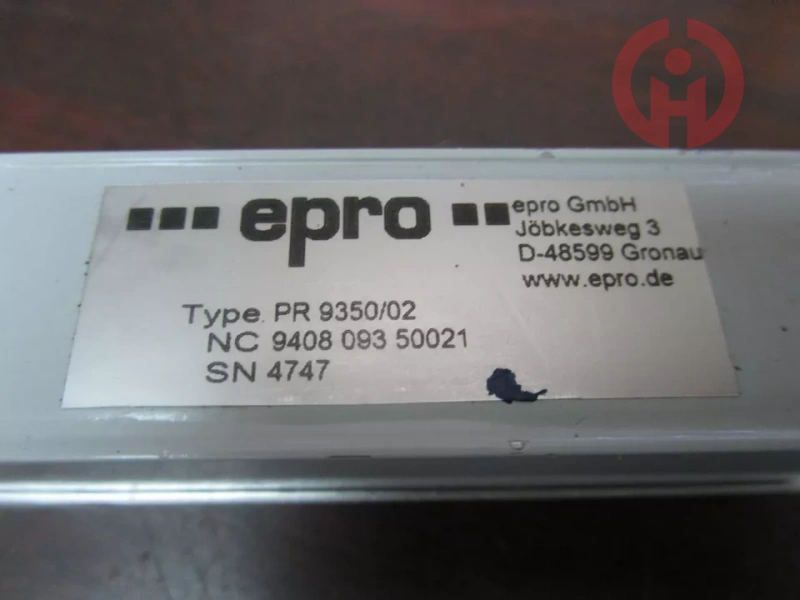 epro
epro GmbH
Jöbkesweg 3
D-48599 Gronau
www.epro.de
Type. PR 9350/02
NC 9408 093 50021
SN 4747